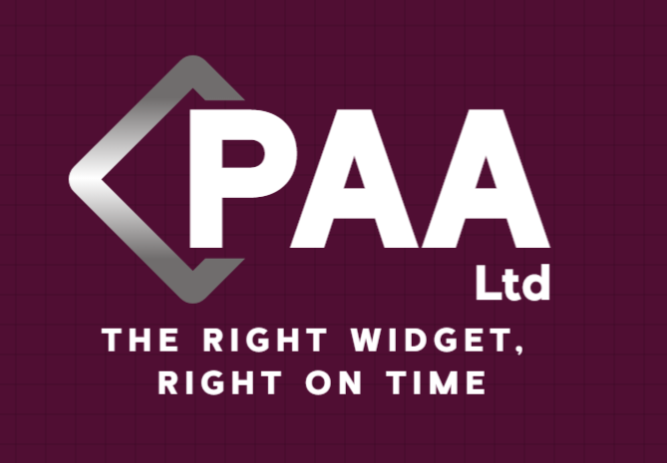 PAA
Ltd
THE RIGHT WIDGET,
RIGHT ON TIME